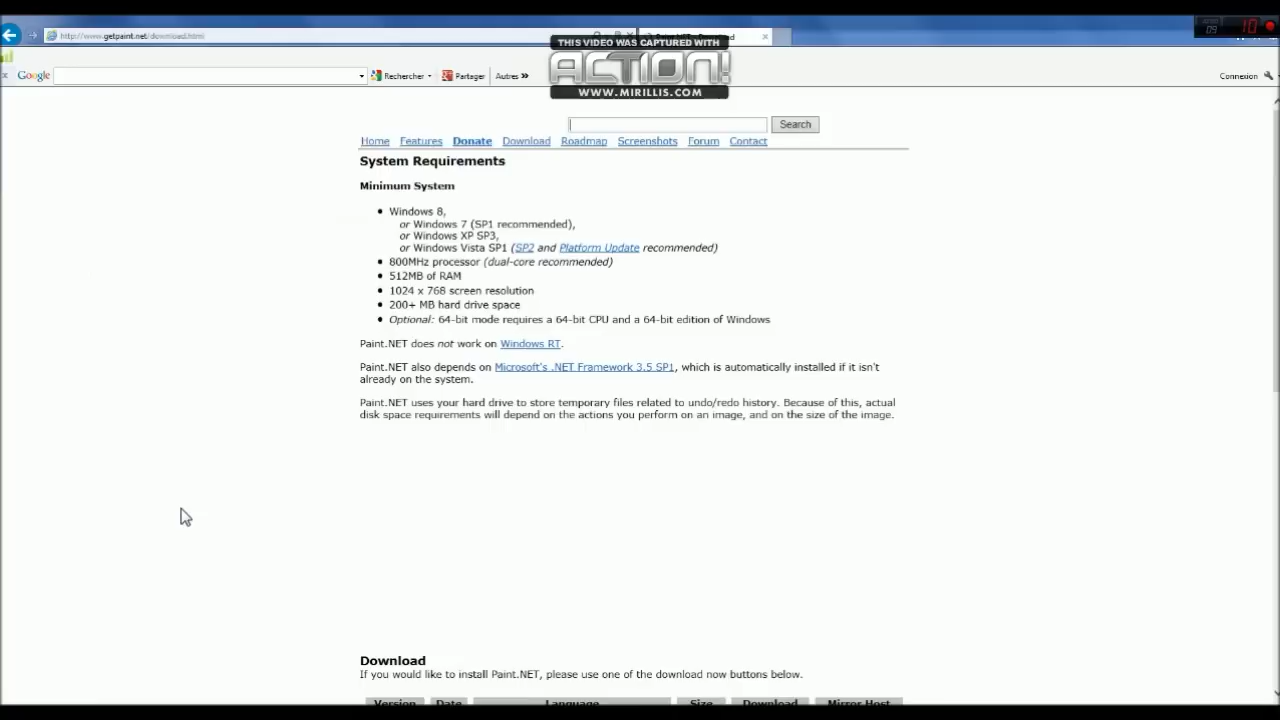 http://www.getpaint.net/download.html
THIS VIDEO WAS CAPTURED WITH
ACTION!
WWW.MIRILLIS.COM
09
10
Google
Rechercher
Partager
Autres »
Connexion
Search
Home Features Donate Download Roadmap Screenshots Forum Contact
System Requirements
Minimum System
Windows 8,
or Windows 7 (SP1 recommended),
or Windows XP SP3,
or Windows Vista SP1 (SP2 and Platform Update recommended)
800MHz processor (dual-core recommended)
512MB of RAM
1024 x 768 screen resolution
200+ MB hard drive space
Optional: 64-bit mode requires a 64-bit CPU and a 64-bit edition of Windows
Paint.NET does not work on Windows RT.
Paint.NET also depends on Microsoft's .NET Framework 3.5 SP1, which is automatically installed if it isn't
already on the system.
Paint.NET uses your hard drive to store temporary files related to undo/redo history. Because of this, actual
disk space requirements will depend on the actions you perform on an image, and on the size of the image.
Download
If you would like to install Paint.NET, please use one of the download now buttons below.
Version Date Language Size Download Mirror Host